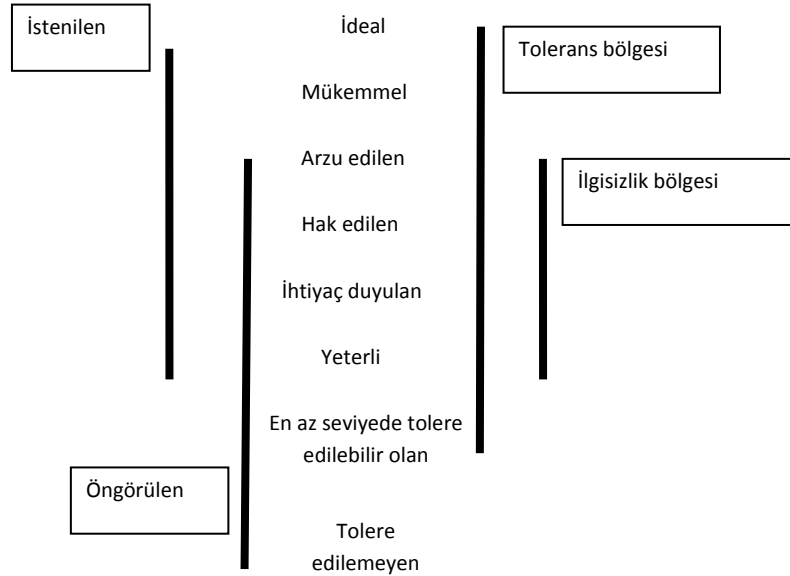 İstenilen
İdeal
Tolerans bölgesi
Mükemmel
Arzu edilen
İlgisizlik bölgesi
Hak edilen
İhtiyaç duyulan
Yeterli
En az seviyede tolere
edilebilir olan
Öngörülen
Tolere
edilemeyen